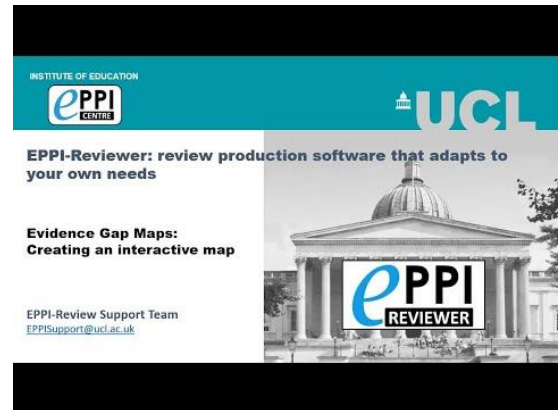 INSTITUTE OF EDUCATION
ePPI
CENTRE
UCL
EPPI-Reviewer: review production software that adapts to
your own needs
Evidence Gap Maps:
Creating an interactive map
ePPI
REVIEWER
EPPI-Review Support Team
EPPISupport@ucl.ac.uk